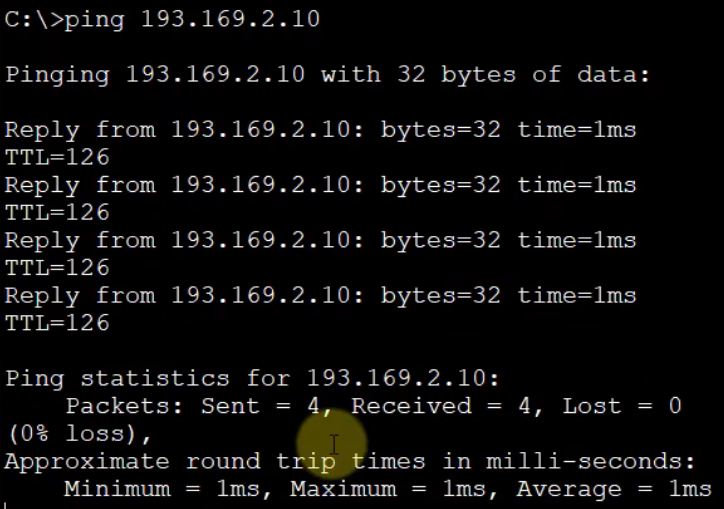 C:\>ping 193.169.2.10
Pinging 193.169.2.10 with 32 bytes of data:
Reply from 193.169.2.10: bytes=32 time=1ms
TTL=126
Reply from 193.169.2.10: bytes=32 time=1ms
TTL=126
Reply from 193.169.2.10: bytes=32 time=1ms
TTL=126
Reply from 193.169.2.10: bytes=32 time=1ms
TTL=126
Ping statistics for 193.169.2.10:
Packets: Sent = 4, Received = 4, Lost = 0
(0% loss),
Approximate round trip times in milli-seconds:
Minimum = 1ms, Maximum = 1ms, Average = 1ms